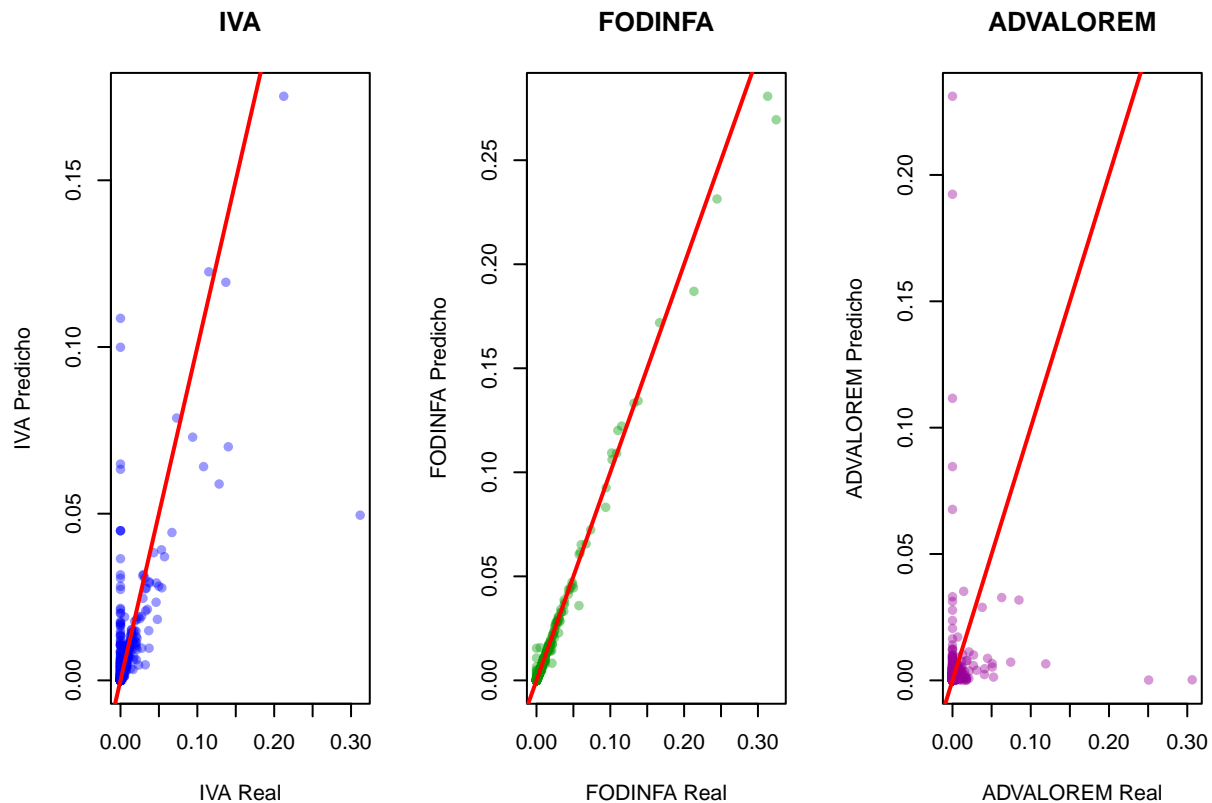 IVA
IVA Predicho
0.15
0.10
0.05
0.00
0.00 0.10 0.20 0.30
IVA Real
FODINFA
FODINFA Predicho
0.25
0.20
0.15
0.10
0.05
0.00
0.00 0.10 0.20 0.30
FODINFA Real
ADVALOREM
ADVALOREM Predicho
0.20
0.15
0.10
0.05
0.00
0.00 0.10 0.20 0.30
ADVALOREM Real